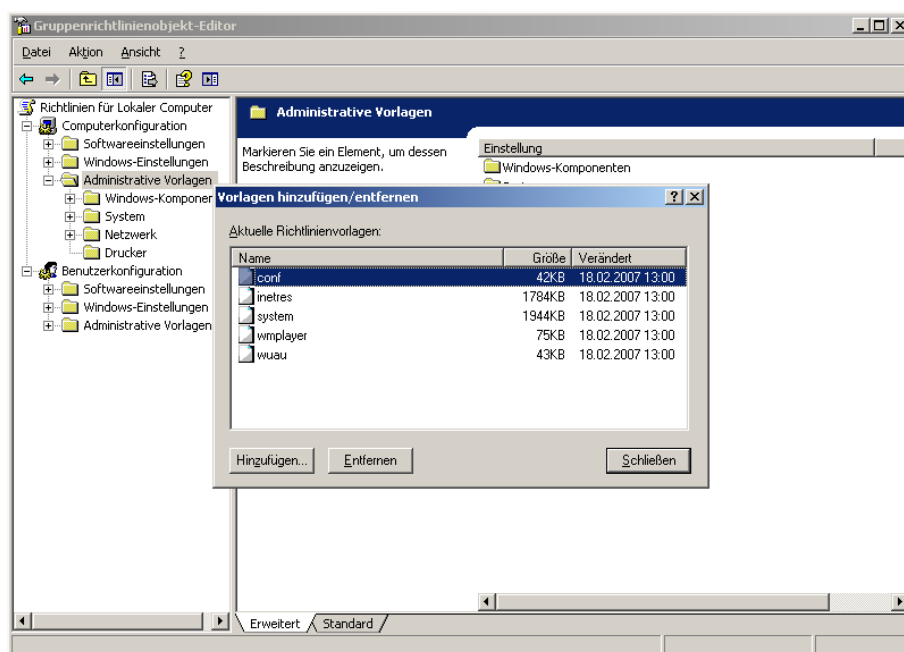 Gruppenrichtlinienobjekt-Editor
Datei Aktion Ansicht ?
Richtlinien für Lokaler Computer
Computerkonfiguration
Softwareeinstellungen
Windows-Einstellungen
Administrative Vorlagen
Windows-Komponen
System
Netzwerk
Drucker
Benutzerkonfiguration
Softwareeinstellungen
Windows-Einstellungen
Administrative Vorlagen
Administrative Vorlagen
Markieren Sie ein Element, um dessen
Beschreibung anzuzeigen.
Einstellung
Windows-Komponenten
Vorlagen hinzufügen/entfernen
Aktuelle Richtlinienvorlagen:
Name Größe Verändert
conf 42KB 18.02.2007 13:00
inetres 1784KB 18.02.2007 13:00
system 1944KB 18.02.2007 13:00
wmplayer 75KB 18.02.2007 13:00
wuau 43KB 18.02.2007 13:00
Hinzufügen... Entfernen Schließen
Erweitert Standard